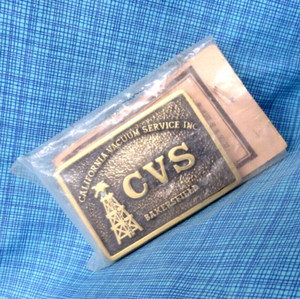 CALIFORNIA VACUUM SERVICE INC
CVS
BAKERSFIELD